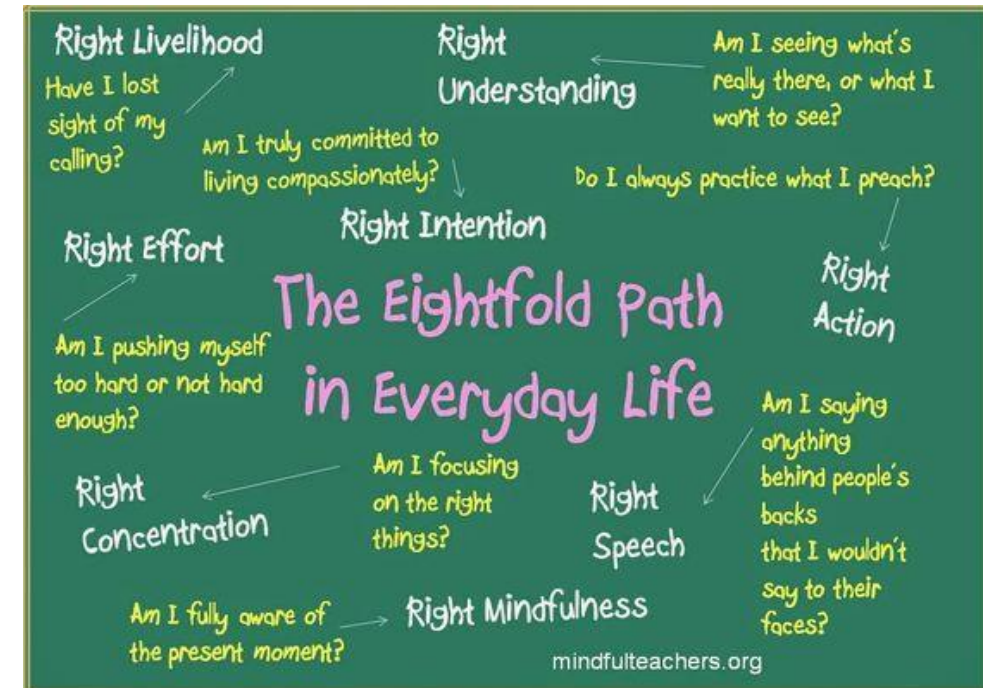 Right Livelihood
Have I lost
sight of my
calling?
Right
Understanding
Am I seeing what's
really there, or what I
want to see?
Am I truly committed to
living compassionately?
Right Intention
Do I always practice what I preach?
Right
Action
Right Effort
Am I pushing myself
too hard or not hard
enough?
The Eightfold Path
in Everyday Life
Right
Concentration
Am I focusing
on the right
things?
Right
Speech
Am I saying
anything
behind people's
backs
that I wouldn't
say to their
faces?
Am I fully aware of
the present moment?
Right Mindfulness
mindfulteachers.org